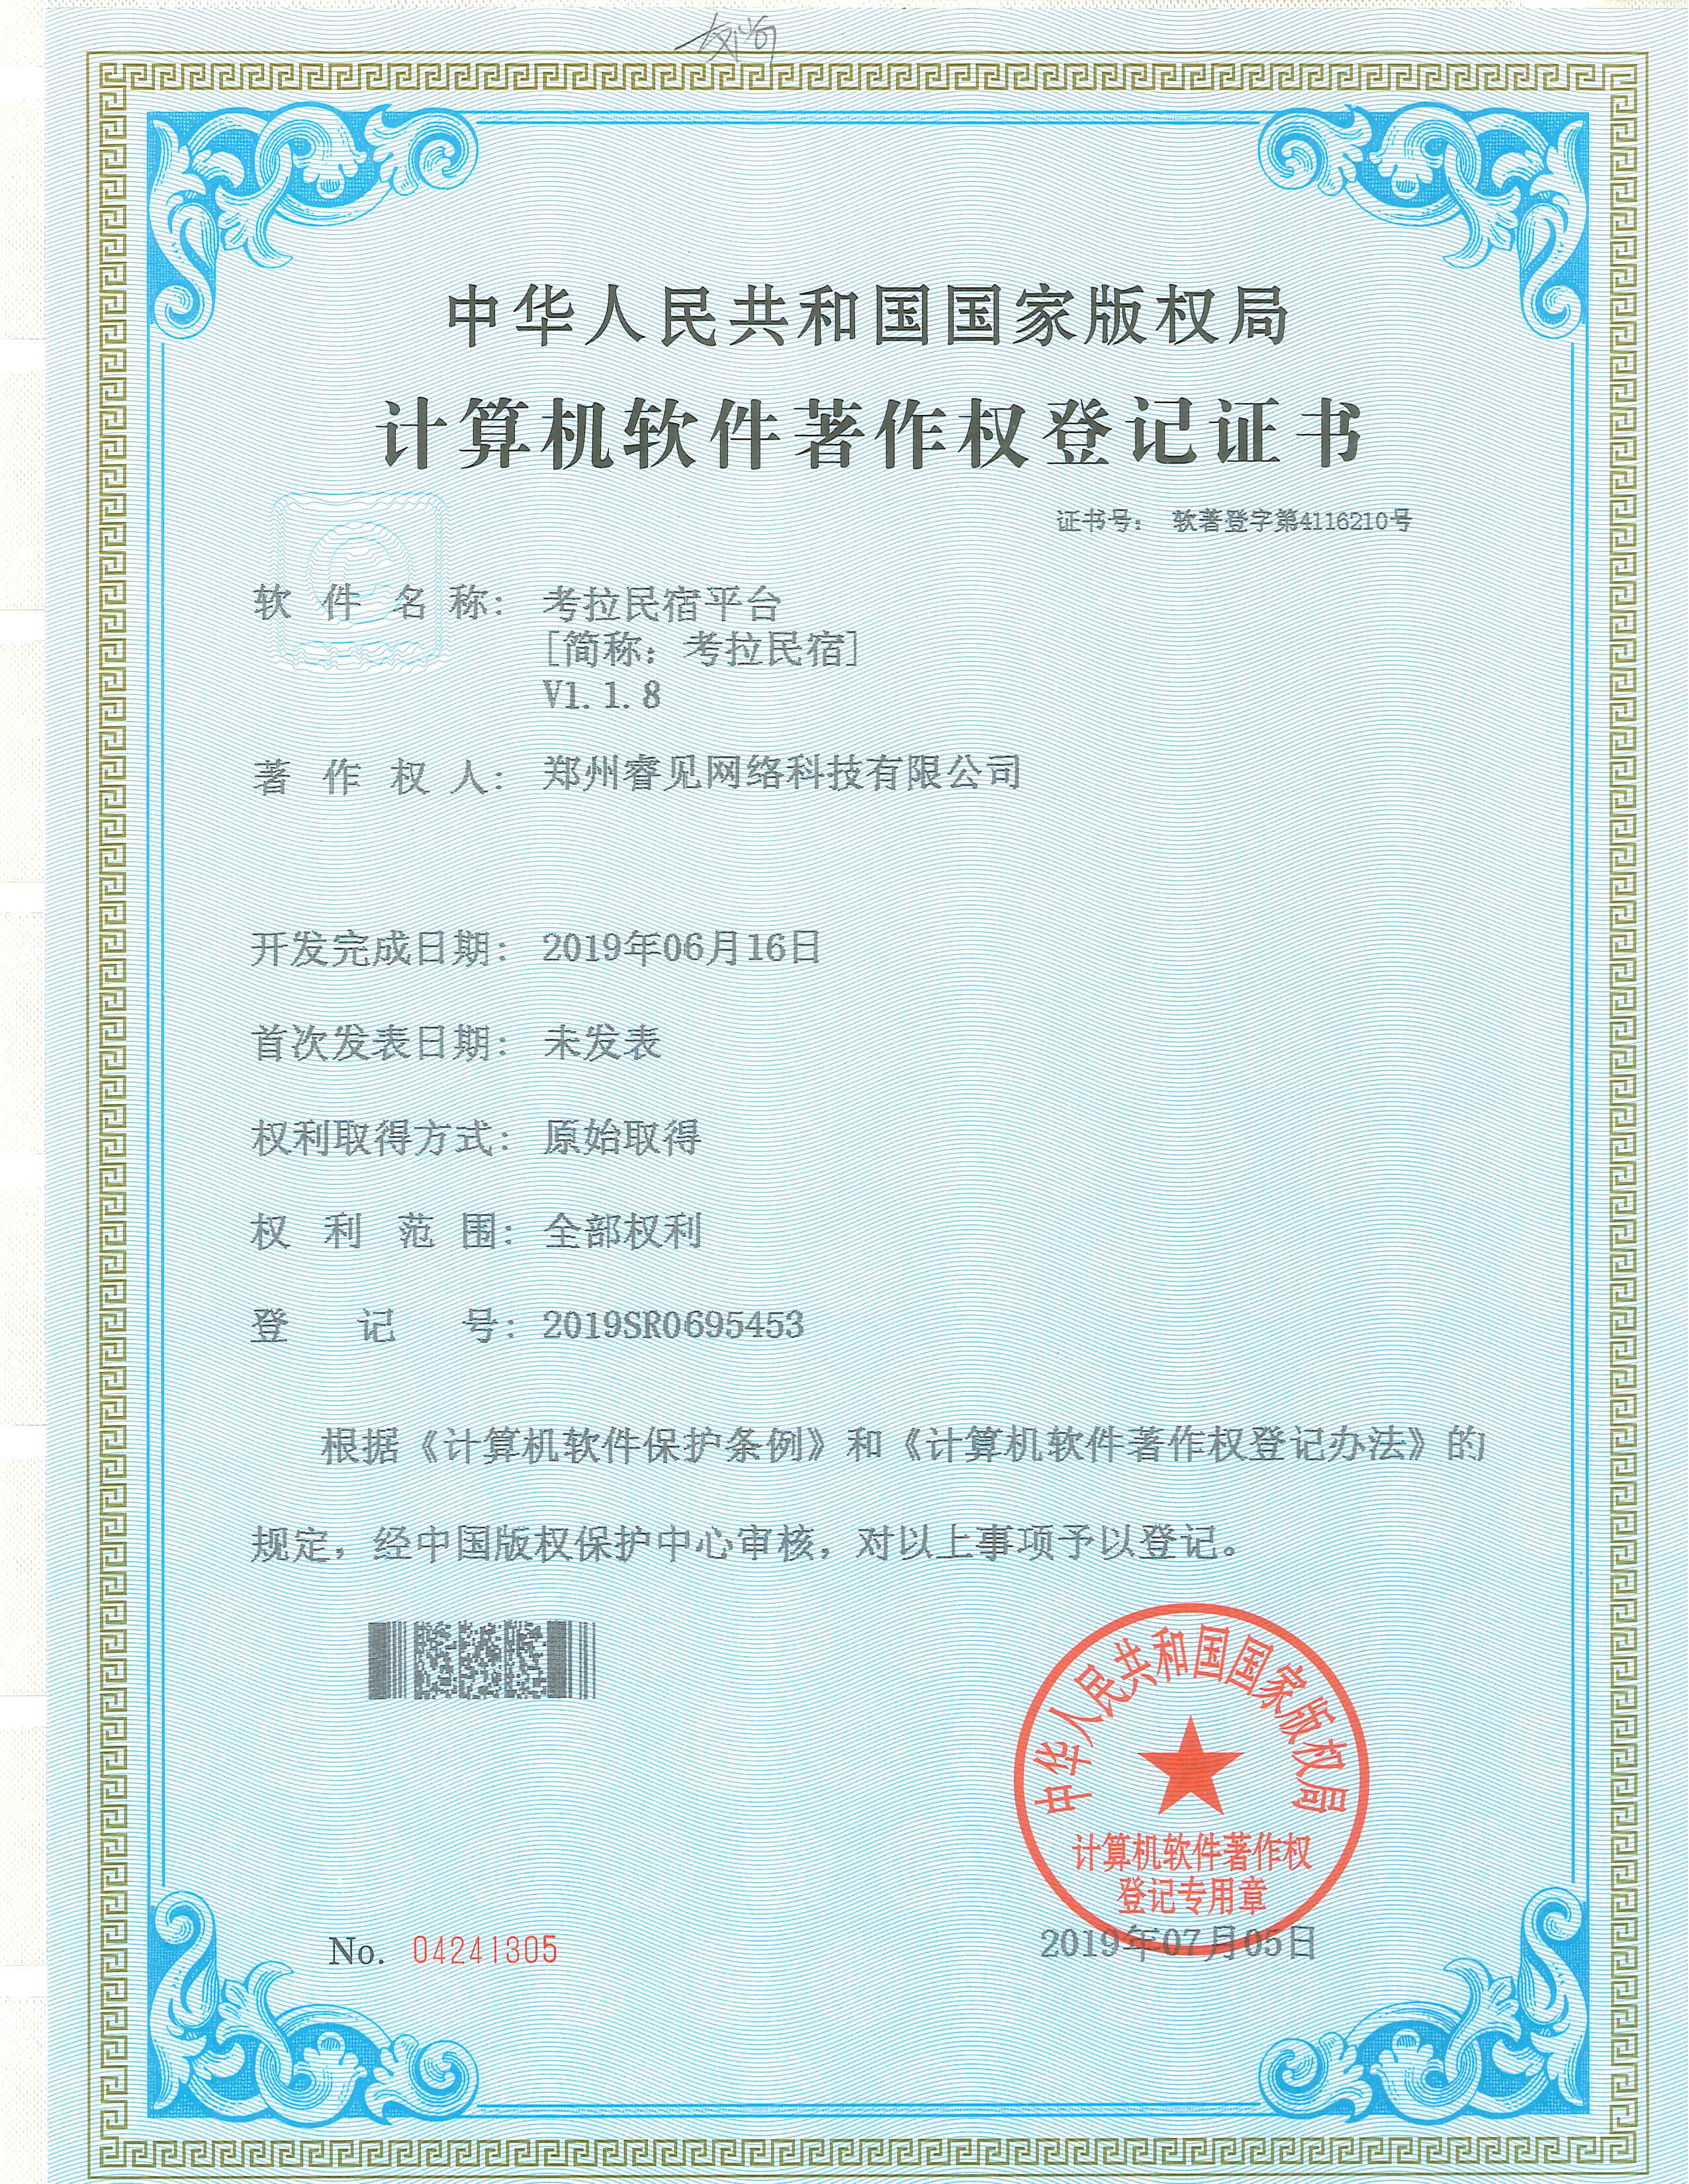 中华人民共和国国家版权局
计算机软件著作权登记证书
证书号： 软著登字第4116210号
软件名称： 考拉民宿平台
[简称：考拉民宿]
V1.1.8
著作权人： 郑州睿见网络科技有限公司
开发完成日期： 2019年06月16日
首次发表日期： 未发表
权利取得方式： 原始取得
权利范围： 全部权利
登记号： 2019SR0695453
根据《计算机软件保护条例》和《计算机软件著作权登记办法》的
规定，经中国版权保护中心审核，对以上事项予以登记。
中华人民共和国国家版权局
计算机软件著作权
登记专用章
No. 04241305
2019年07月05日